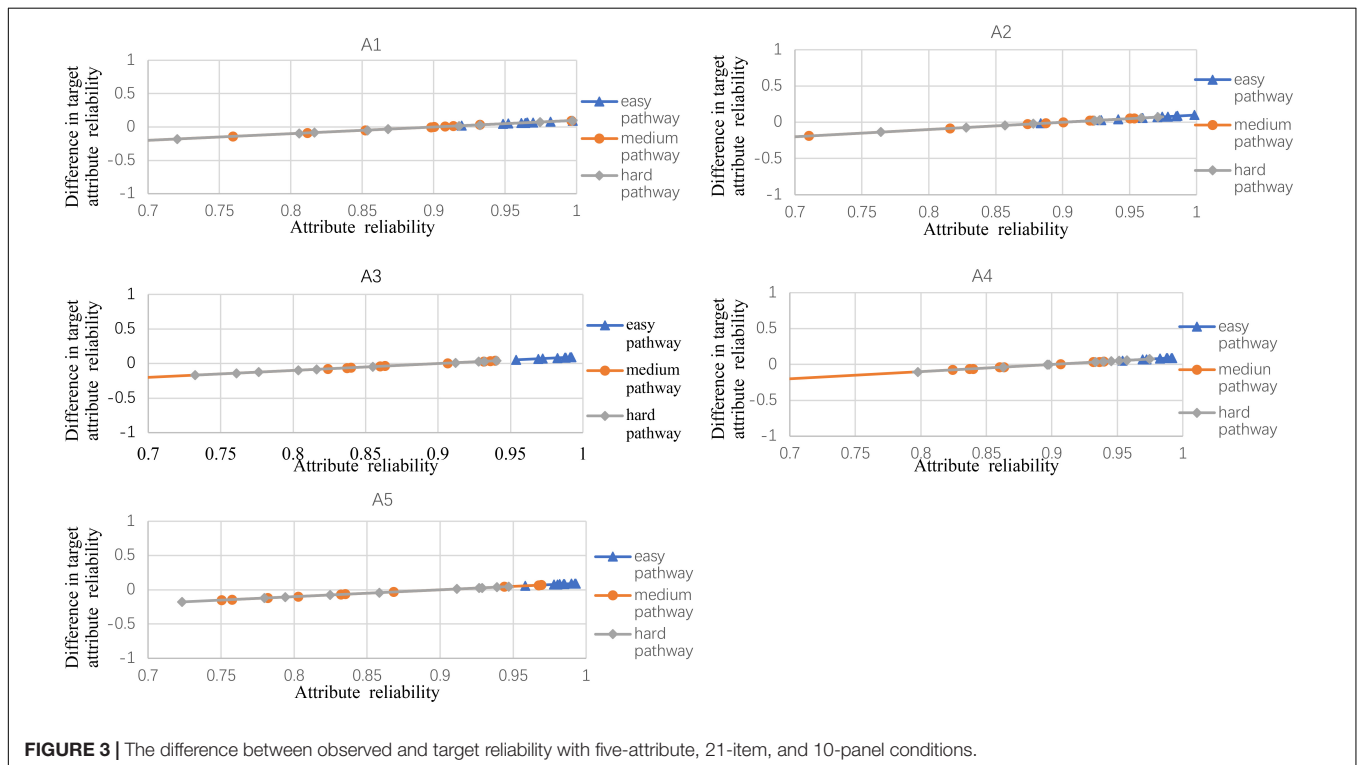 A1
Difference in target
attribute reliability
1
0.5
0
-0.5
-1
0.7
0.75
0.8
0.85
0.9
0.95
1
Attribute reliability
easy
pathway
medium
pathway
hard
pathway
A2
Difference in target
attribute reliability
1
0.5
0
-0.5
-1
0.7
0.75
0.8
0.85
0.9
0.95
1
Attribute reliability
easy
pathway
medium
pathway
hard
pathway
A3
Difference in target
attribute reliability
1
0.5
0
-0.5
-1
0.7
0.75
0.8
0.85
0.9
0.95
1
Attribute reliability
easy
pathway
medium
pathway
hard
pathway
A4
Difference in target
attribute reliability
1
0.5
0
-0.5
-1
0.7
0.75
0.8
0.85
0.9
0.95
1
Attribute reliability
easy
pathway
mediun
pathway
hard
pathway
A5
Difference in target
attribute reliability
1
0.5
0
-0.5
-1
0.7
0.75
0.8
0.85
0.9
0.95
1
Attribute reliability
easy
pathway
medium
pathway
hard
pathway
FIGURE 3 | The difference between observed and target reliability with five-attribute, 21-item, and 10-panel conditions.